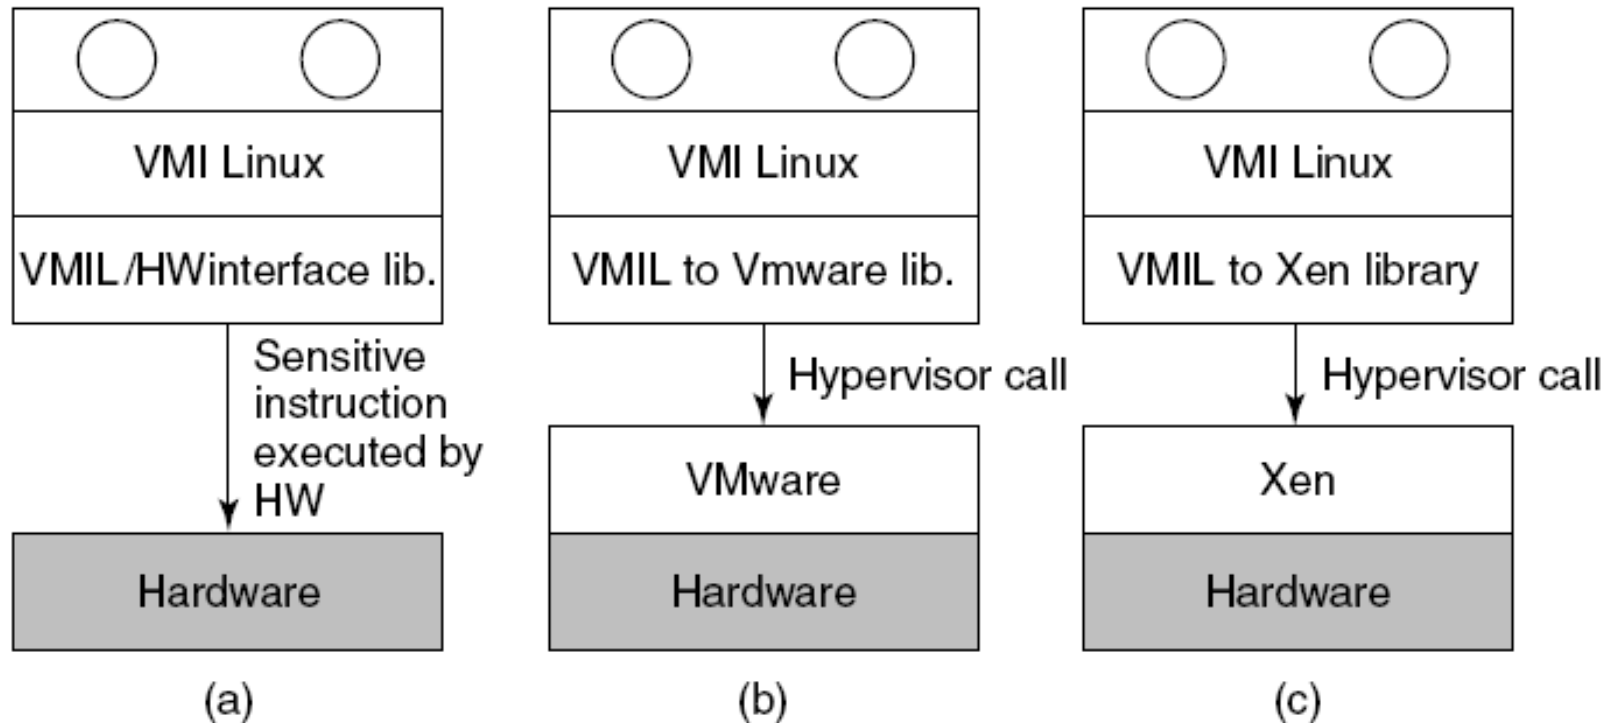 VMI Linux
VMIL/HWinterface lib.
Sensitive
instruction
executed by
HW
Hardware
(a)
VMI Linux
VMIL to Vmware lib.
Hypervisor call
VMware
Hardware
(b)
VMI Linux
VMIL to Xen library
Hypervisor call
Xen
Hardware
(c)